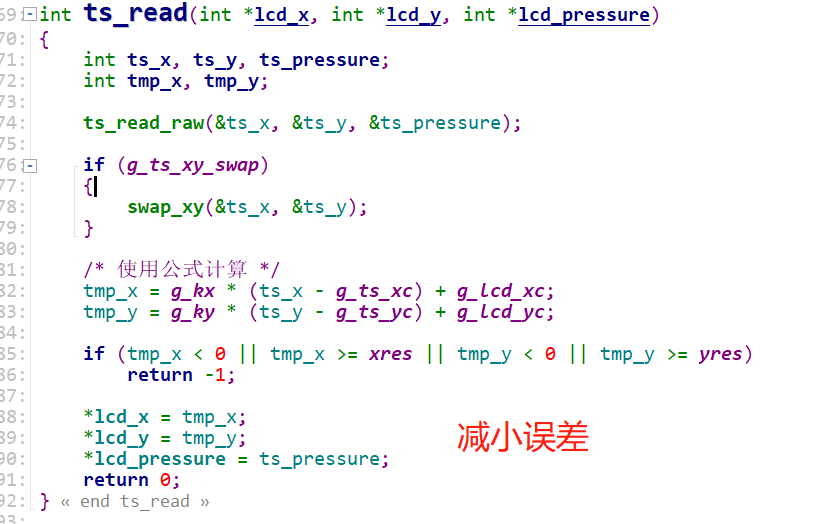 69: int ts_read(int *lcd_x, int *lcd_y, int *lcd_pressure)
70: {
71: int ts_x, ts_y, ts_pressure;
72: int tmp_x, tmp_y;
73:
74: ts_read_raw(&ts_x, &ts_y, &ts_pressure);
75:
76: if (g_ts_xy_swap)
77: {
78: swap_xy(&ts_x, &ts_y);
79: }
80:
81: /* 使用公式计算 */
82: tmp_x = g_kx * (ts_x - g_ts_xc) + g_lcd_xc;
83: tmp_y = g_ky * (ts_y - g_ts_yc) + g_lcd_yc;
84:
85: if (tmp_x < 0 || tmp_x >= xres || tmp_y < 0 || tmp_y >= yres)
86: return -1;
87:
88: *lcd_x = tmp_x;
89: *lcd_y = tmp_y;
减小误差
90: *lcd_pressure = ts_pressure;
91: return 0;
92: } « end ts_read »
93: